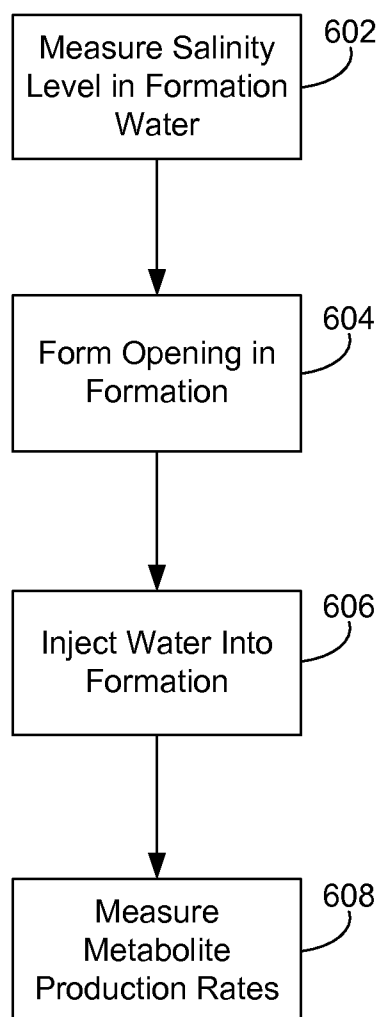 Measure Salinity
Level in Formation
Water
602
Form Opening in
Formation
604
Inject Water Into
Formation
606
Measure
Metabolite
Production Rates
608